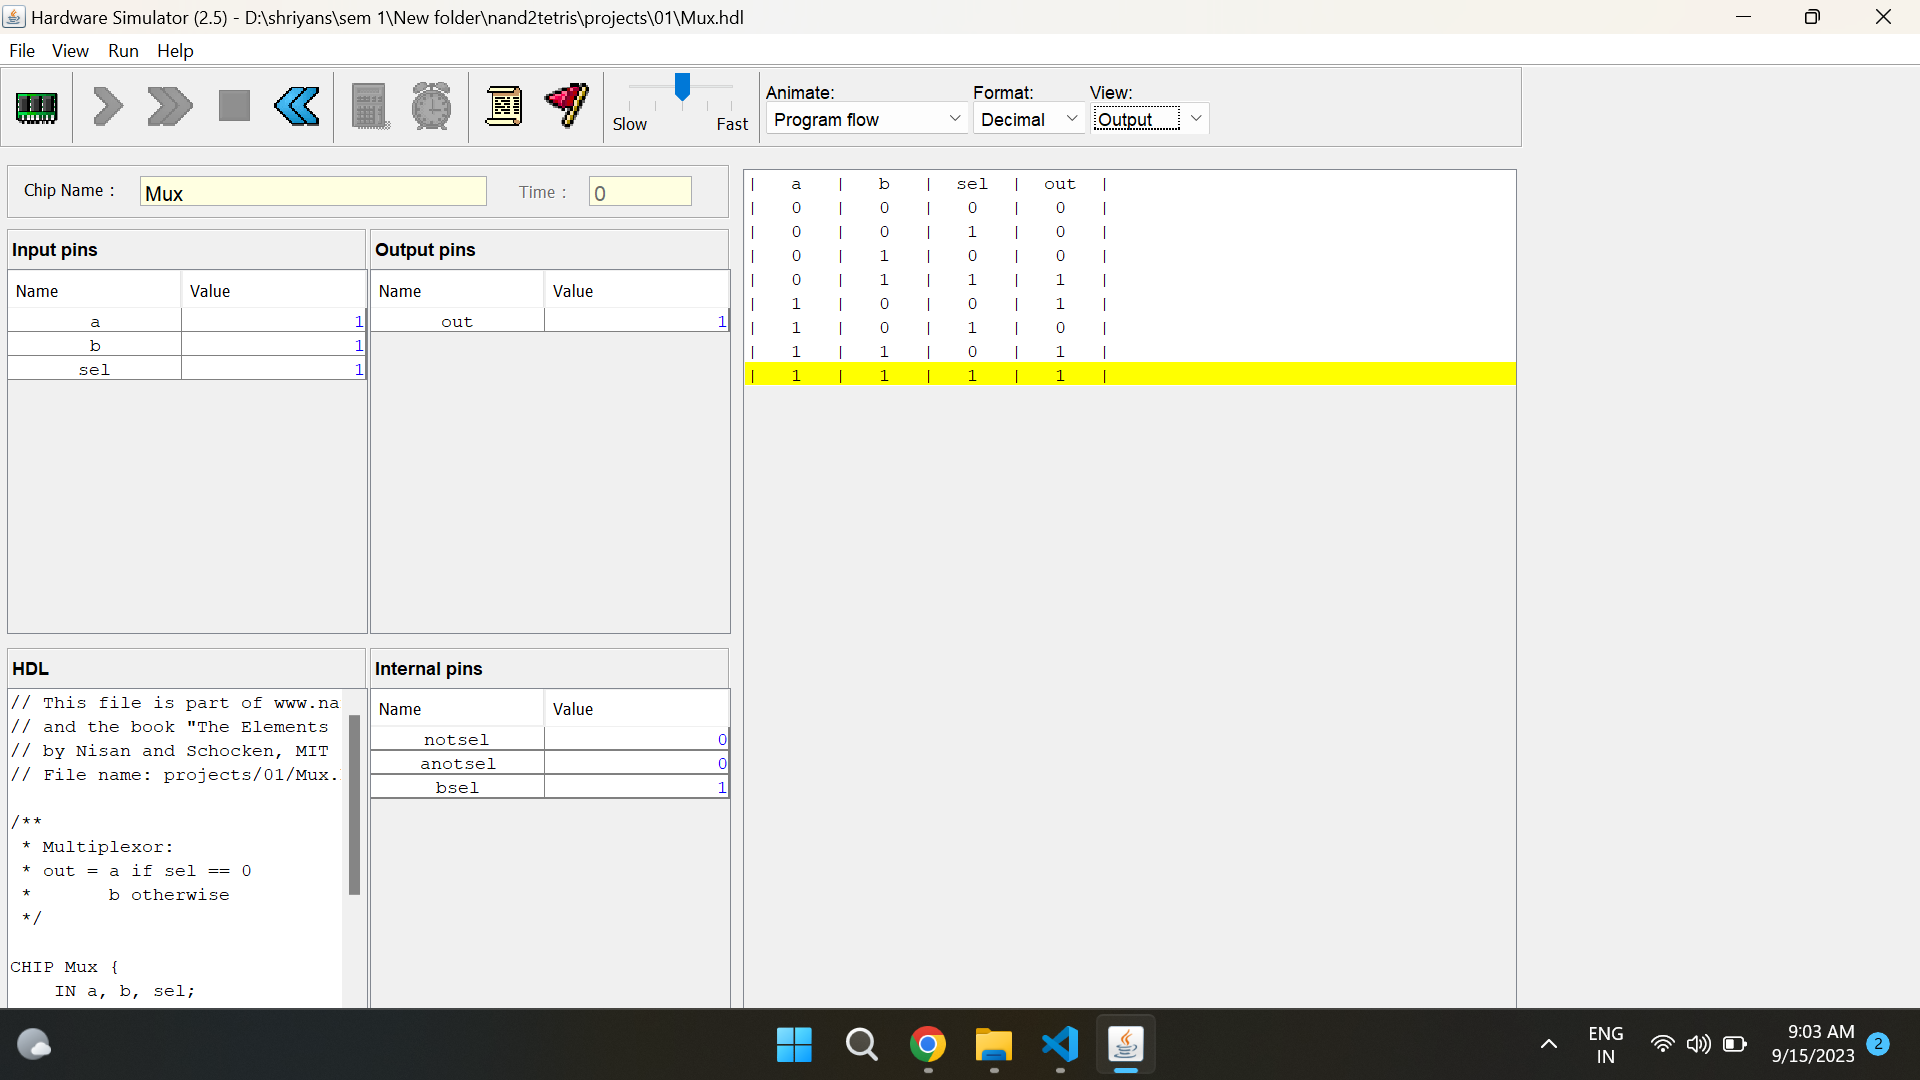 Hardware Simulator (2.5) - D:\shriyans\sem 1\New folder\nand2tetris\projects\01\Mux.hdl
File View Run Help
Slow Fast
Animate: Format: View:
Program flow Decimal Output
Chip Name : Mux Time : 0
Input pins
Name Value
a 1
b 1
sel 1
Output pins
Name Value
out 1
HDL
// This file is part of www.na
// and the book "The Elements
// by Nisan and Schocken, MIT
// File name: projects/01/Mux.
/**
* Multiplexor:
* out = a if sel == 0
* b otherwise
*/
CHIP Mux {
IN a, b, sel;
Internal pins
Name Value
notsel 0
anotsel 0
bsel 1
| a | b | sel | out |
| 0 | 0 | 0 | 0 |
| 0 | 0 | 1 | 0 |
| 0 | 1 | 0 | 0 |
| 0 | 1 | 1 | 1 |
| 1 | 0 | 0 | 1 |
| 1 | 0 | 1 | 0 |
| 1 | 1 | 0 | 1 |
| 1 | 1 | 1 | 1 |
ENG
IN
9:03 AM
9/15/2023
2